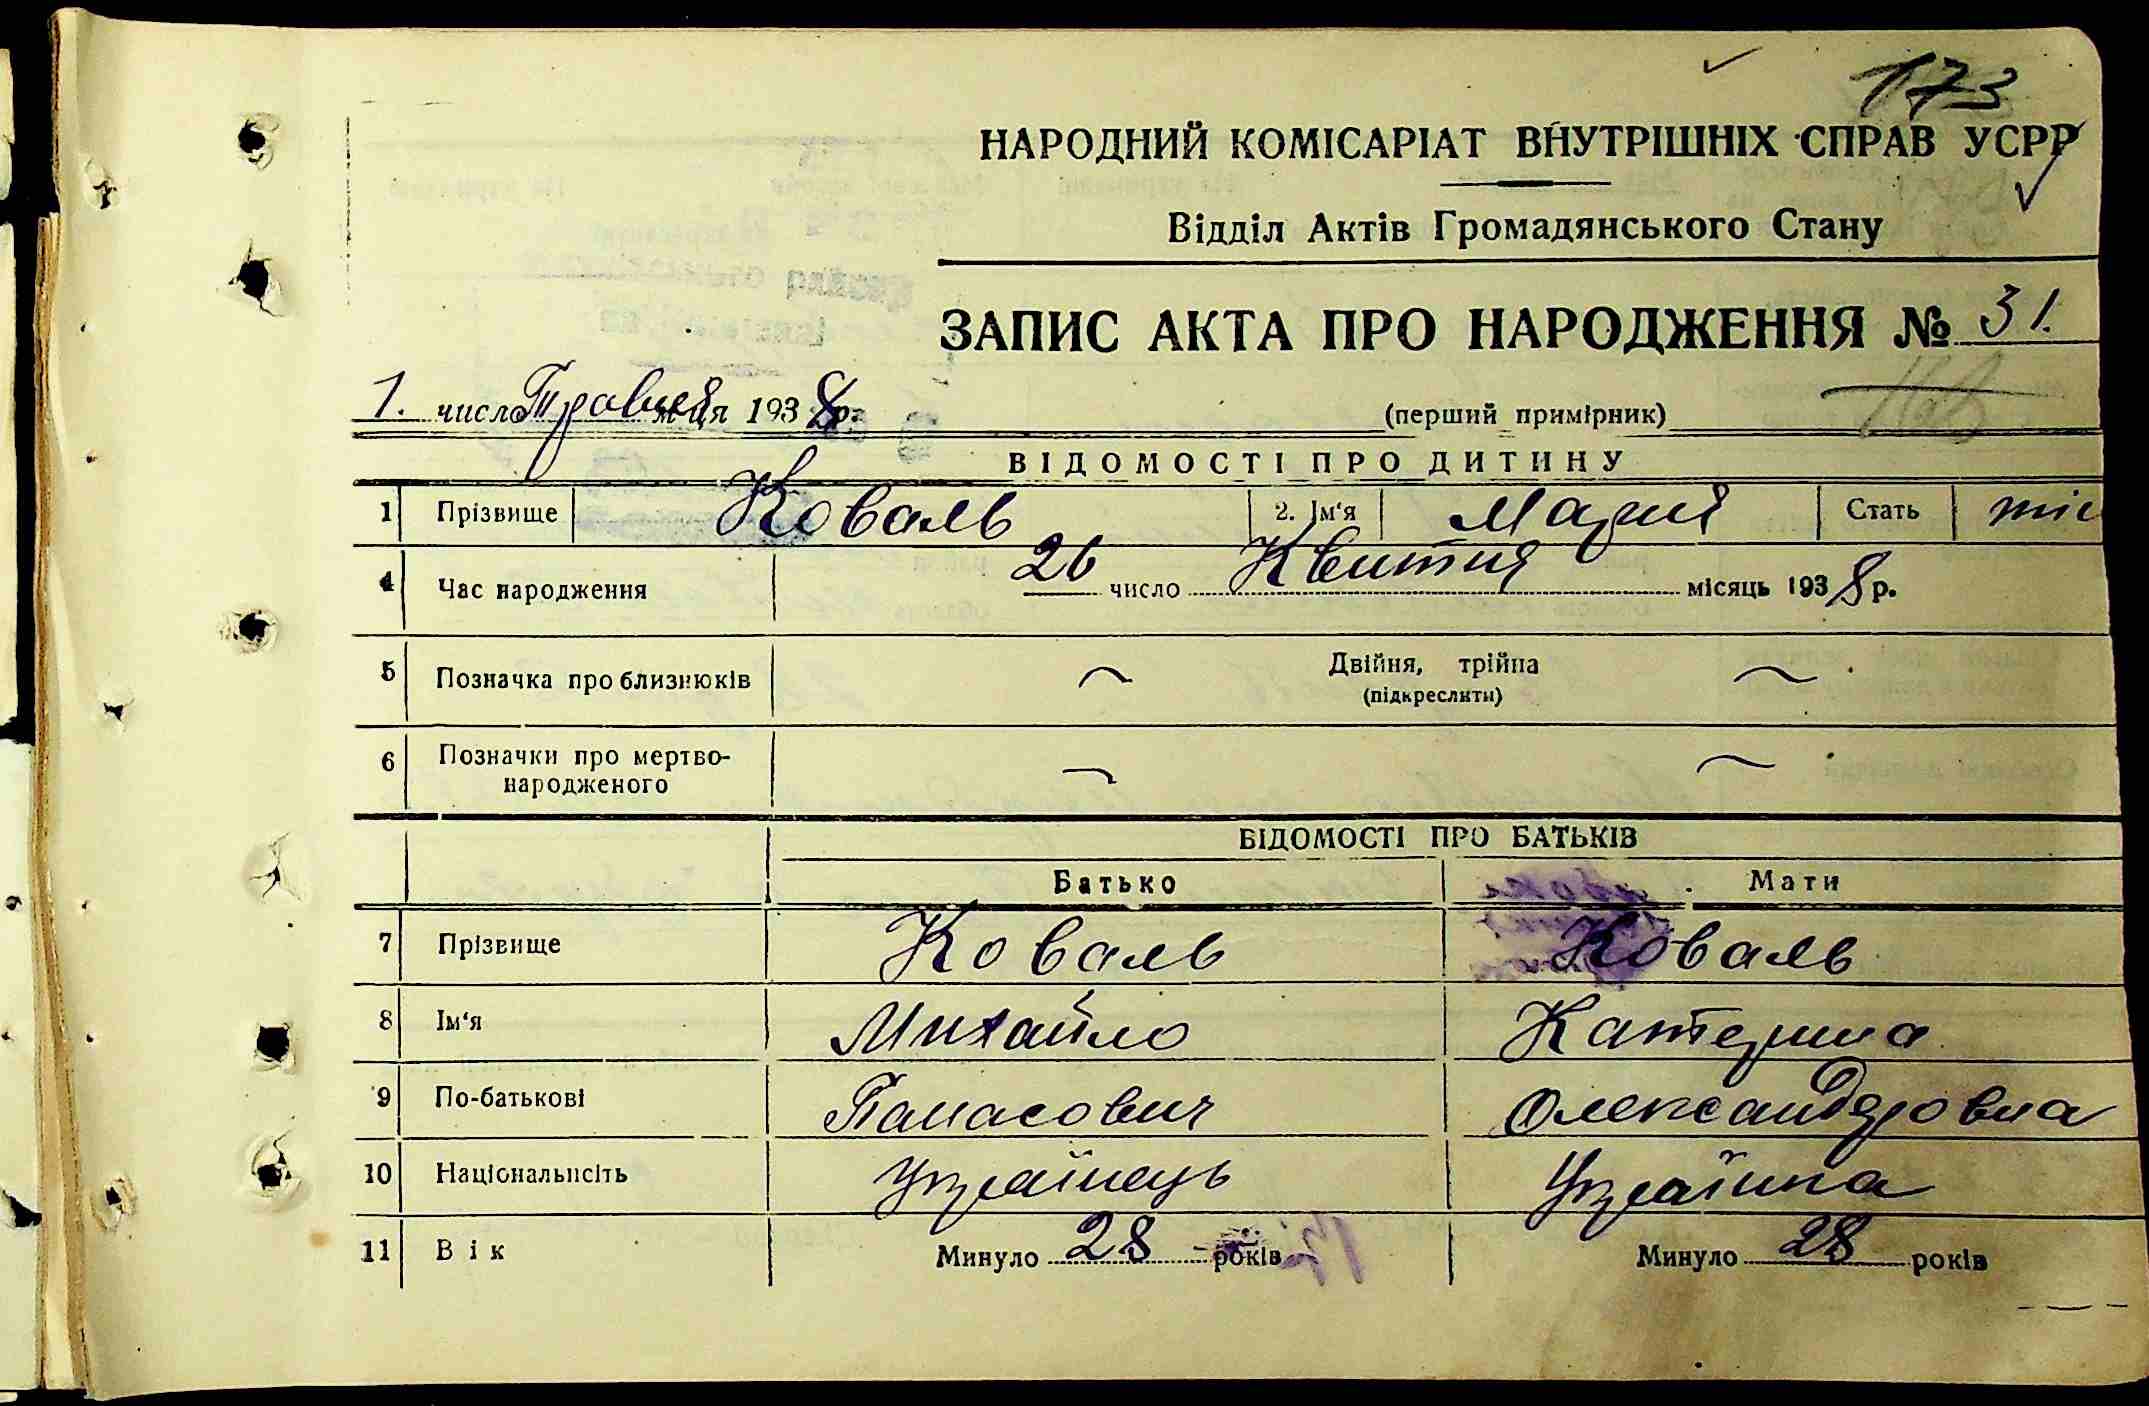 173
НАРОДНИЙ КОМІСАРІАТ ВНУТРІШНІХ СПРАВ УСРР
Відділ Актів Громадянського Стану
ЗАПИС АКТА ПРО НАРОДЖЕННЯ № 31.
1. число Травня м-ця 1938 р.
(перший примірник)
ВІДОМОСТІ ПРО ДИТИНУ
1 Прізвище Коваль 2. Ім'я Марія Стать жін
4 Час народження 26 число Квитня місяць 1938 р.
5 Позначка про близнюків Двійня, трійна
(підкреслити)
6 Позначки про мертво-
народженого
ВІДОМОСТІ ПРО БАТЬКІВ
Батько Мати
7 Прізвище Коваль Коваль
8 Ім'я Михайло Катерина
9 По-батькові Панасович Олександровна
10 Національність Українець Українка
11 Вік Минуло 28 років Минуло 28 років